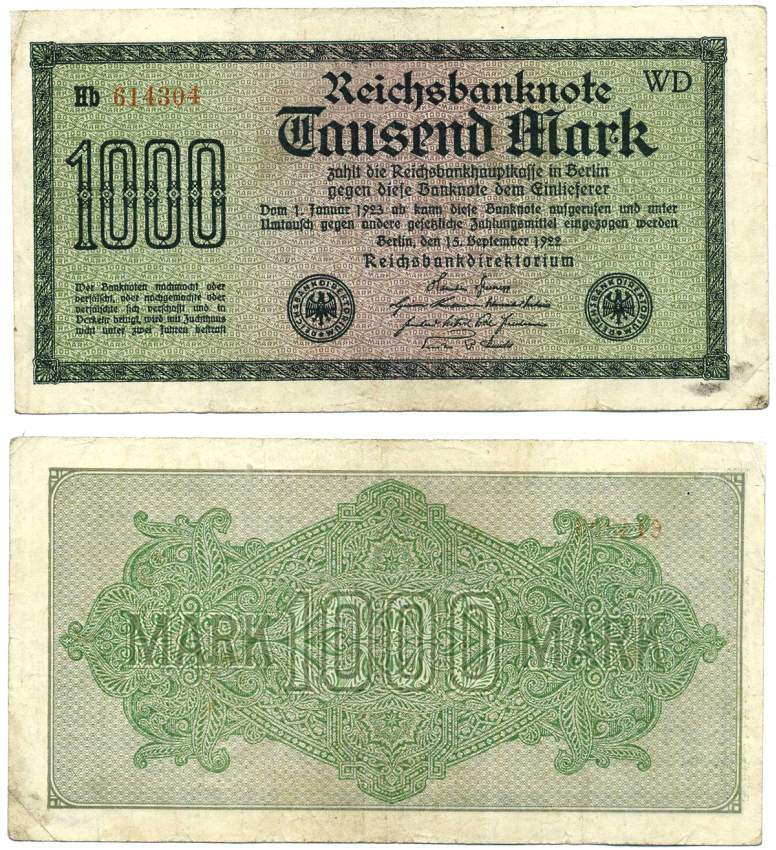 Hb 614304
WD
Reichsbanknote
Tausend Mark
1000
zahlt die Reichsbankhauptkasse in Berlin
gegen diese Banknote dem Einlieferer
Vom 1. Januar 1923 ab kann diese Banknote aufgerufen und unter
Umtausch gegen andere gesetzliche Zahlungsmittel eingezogen werden
Berlin, den 15. September 1922
Reichsbankdirektorium
Wer Banknoten nachmacht oder
verfälscht, oder nachgemachte oder
verfälschte sich verschafft und in
Verkehr bringt, wird mit Zuchthaus
nicht unter zwei Jahren bestraft
REICHSBANKDIREKTORIUM
REICHSBANKDIREKTORIUM
MARK 1000 MARK